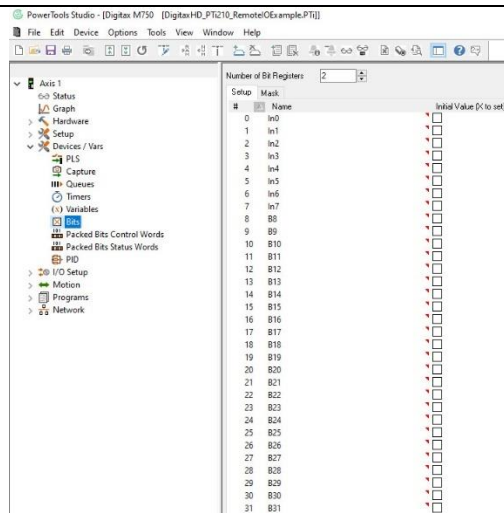 PowerTools Studio - [Digitax M750 [DigitaxHD_PTi210_RemoteIOExample.PTi]]
File Edit Device Options Tools View Window Help
Axis 1
Status
Graph
Hardware
Setup
Devices / Vars
PLS
Capture
Queues
Timers
(x) Variables
Bits
Packed Bits Control Words
Packed Bits Status Words
PID
I/O Setup
Motion
Programs
Network
Number of Bit Registers 2
Setup Mask
# Name Initial Value (X to set)
0 In0
1 In1
2 In2
3 In3
4 In4
5 In5
6 In6
7 In7
8 B8
9 B9
10 B10
11 B11
12 B12
13 B13
14 B14
15 B15
16 B16
17 B17
18 B18
19 B19
20 B20
21 B21
22 B22
23 B23
24 B24
25 B25
26 B26
27 B27
28 B28
29 B29
30 B30
31 B31